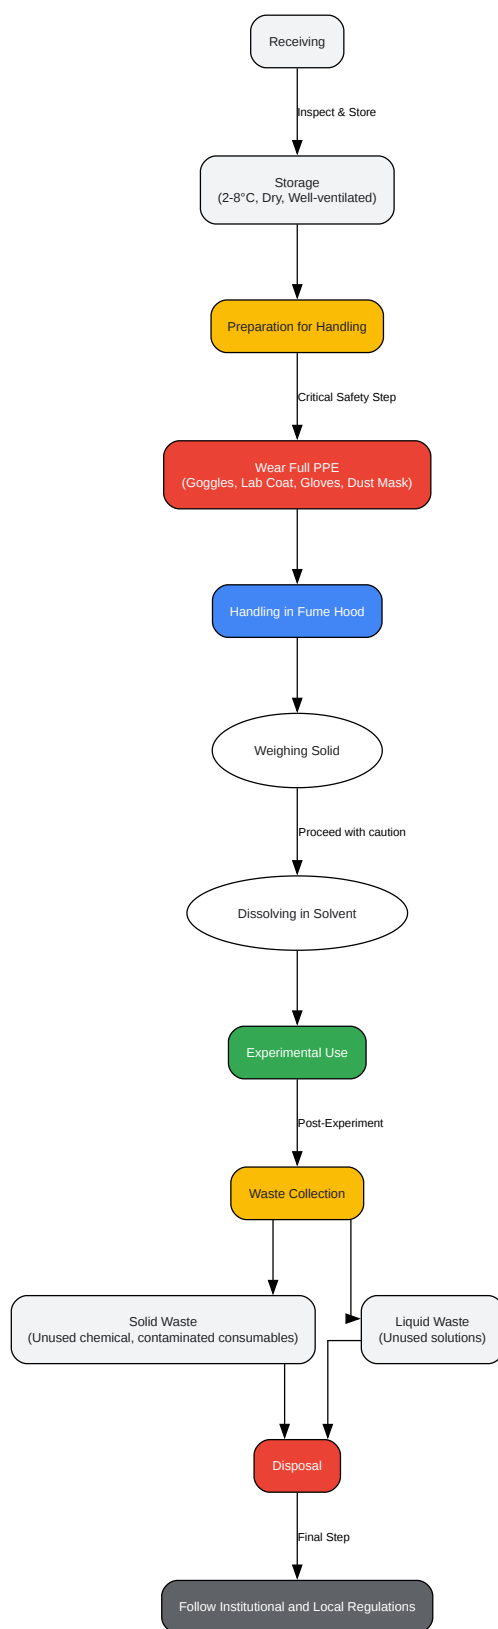 Receiving
Inspect & Store
Storage
(2-8°C, Dry, Well-ventilated)
Preparation for Handling
Critical Safety Step
Wear Full PPE
(Goggles, Lab Coat, Gloves, Dust Mask)
Handling in Fume Hood
Weighing Solid
Proceed with caution
Dissolving in Solvent
Experimental Use
Post-Experiment
Waste Collection
Solid Waste
(Unused chemical, contaminated consumables)
Liquid Waste
(Unused solutions)
Disposal
Final Step
Follow Institutional and Local Regulations